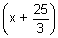 (x + 25/3)